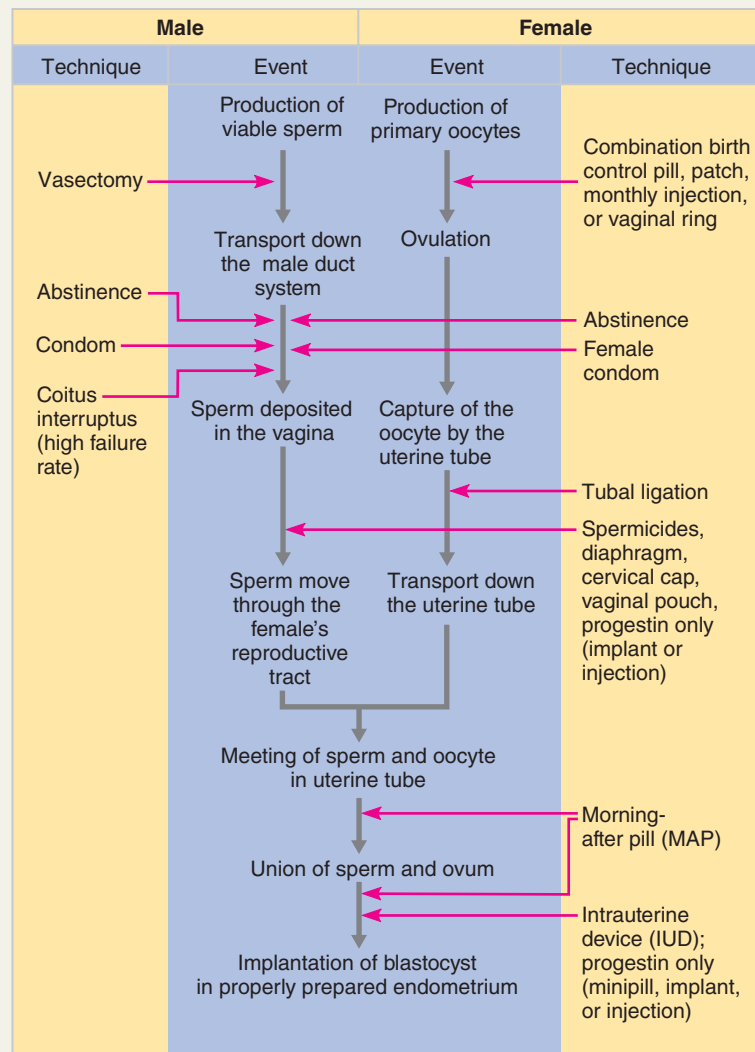 Male
Female
Technique
Event
Event
Technique
Production of
viable sperm
Production of
primary oocytes
Vasectomy
Combination birth
control pill, patch,
monthly injection,
or vaginal ring
Transport down
the male duct
system
Ovulation
Abstinence
Condom
Coitus
interruptus
(high failure
rate)
Abstinence
Female
condom
Sperm deposited
in the vagina
Capture of the
oocyte by the
uterine tube
Tubal ligation
Spermicides,
diaphragm,
cervical cap,
vaginal pouch,
progestin only
(implant or
injection)
Sperm move
through the
female's
reproductive
tract
Transport down
the uterine tube
Meeting of sperm and oocyte
in uterine tube
Morning-
after pill (MAP)
Union of sperm and ovum
Intrauterine
device (IUD);
progestin only
(minipill, implant,
or injection)
Implantation of blastocyst
in properly prepared endometrium